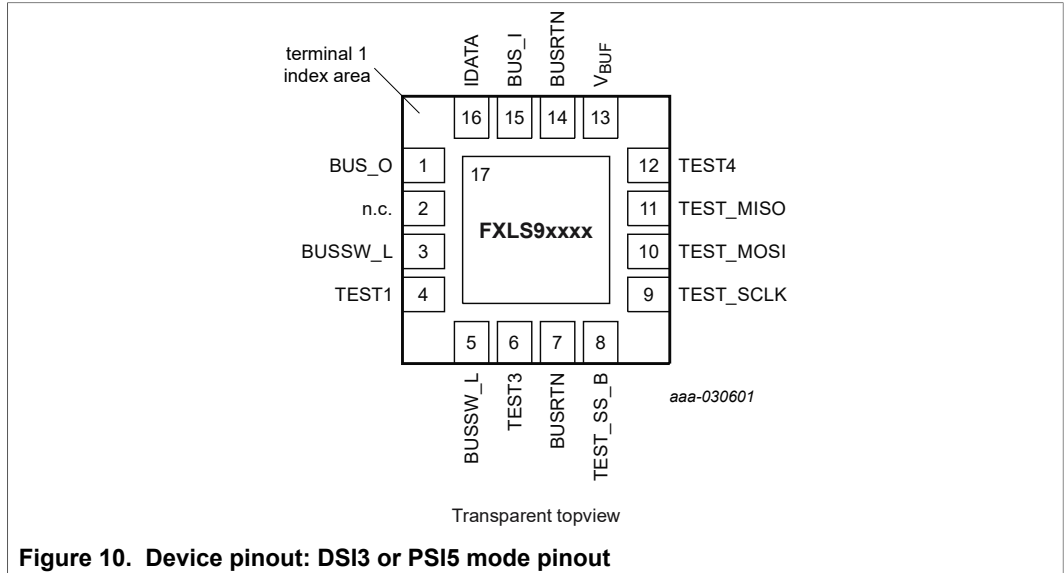 terminal 1
index area
IDATA
BUS_I
BUSRTN
VBUF
16
15
14
13
BUS_O
1
n.c.
2
BUSSW_L
3
TEST1
4
17
FXLS9xxxx
12
TEST4
11
TEST_MISO
10
TEST_MOSI
9
TEST_SCLK
5
6
7
8
BUSSW_L
TEST3
BUSRTN
TEST_SS_B
aaa-030601
Transparent topview
Figure 10. Device pinout: DSI3 or PSI5 mode pinout